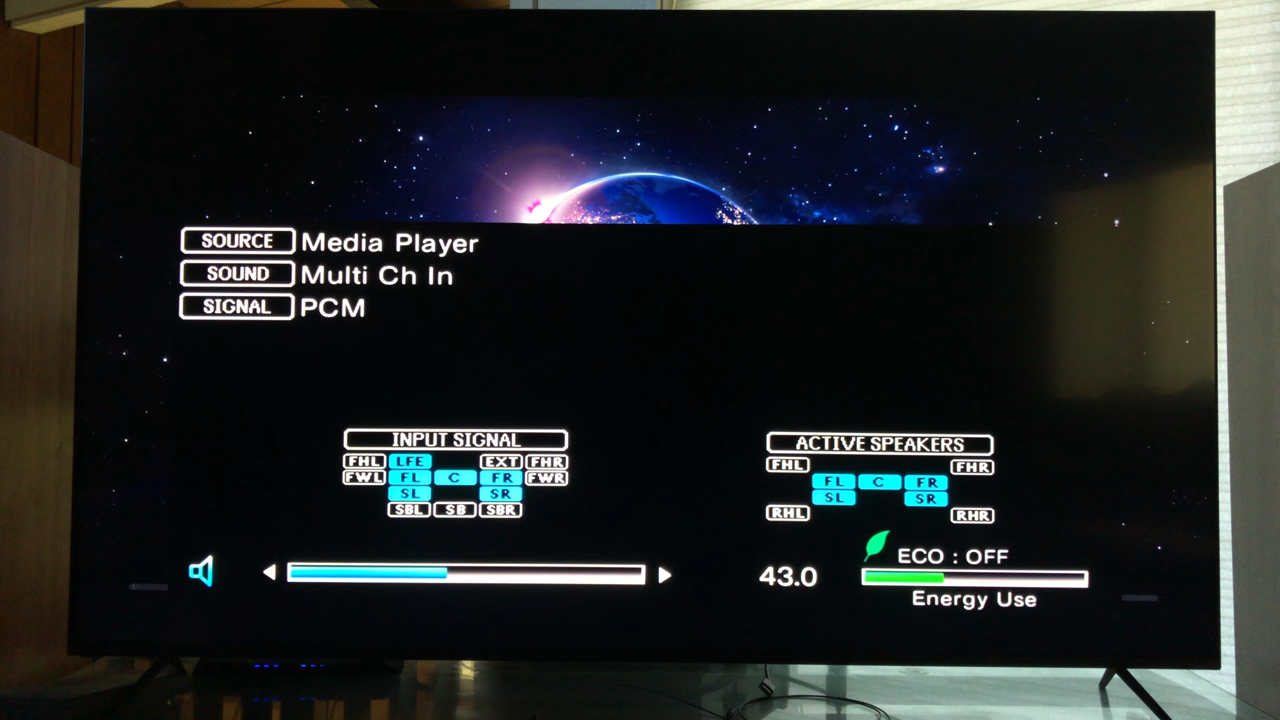 SOURCE Media Player
SOUND Multi Ch In
SIGNAL PCM
INPUT SIGNAL
FHL LFE EXT FHR
FWL FL C FR FWR
SL SR
SBL SB SBR
ACTIVE SPEAKERS
FHL FHR
FL C FR
SL SR
RHL RHR
43.0
ECO : OFF
Energy Use